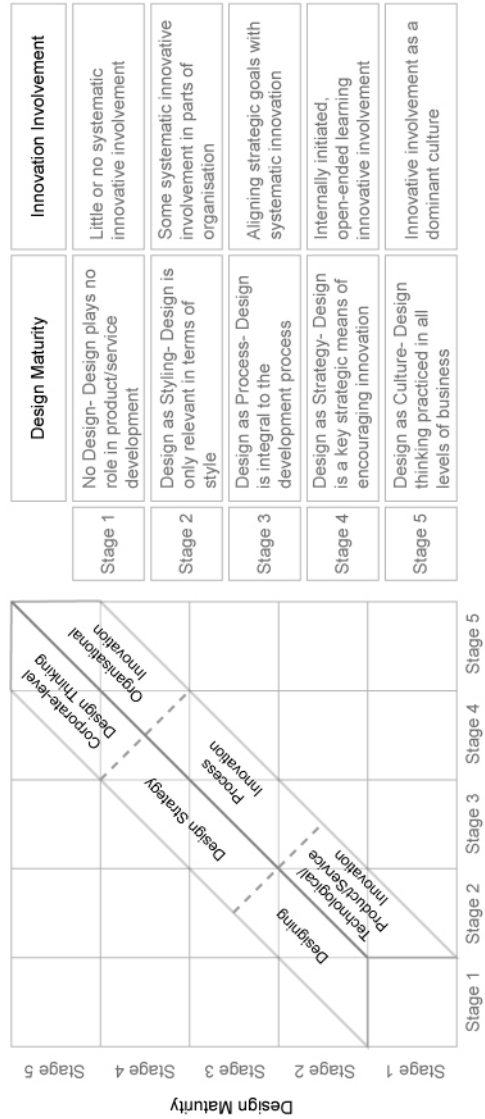 Design Maturity
Stage 5
Stage 4
Stage 3
Stage 2
Stage 1
Corporate-level
Design Thinking
Organisational
Innovation
Design Strategy
Process
Innovation
Designing
Technological/
Product/Service
Innovation
Stage 1
Stage 2
Stage 3
Stage 4
Stage 5
Design Maturity
Innovation Involvement
Stage 1
No Design- Design plays no
role in product/service
development
Little or no systematic
innovative involvement
Stage 2
Design as Styling- Design is
only relevant in terms of
style
Some systematic innovative
involvement in parts of
organisation
Stage 3
Design as Process- Design
is integral to the
development process
Aligning strategic goals with
systematic innovation
Stage 4
Design as Strategy- Design
is a key strategic means of
encouraging innovation
Internally initiated,
open-ended learning
innovative involvement
Stage 5
Design as Culture- Design
thinking practiced in all
levels of business
Innovative involvement as a
dominant culture